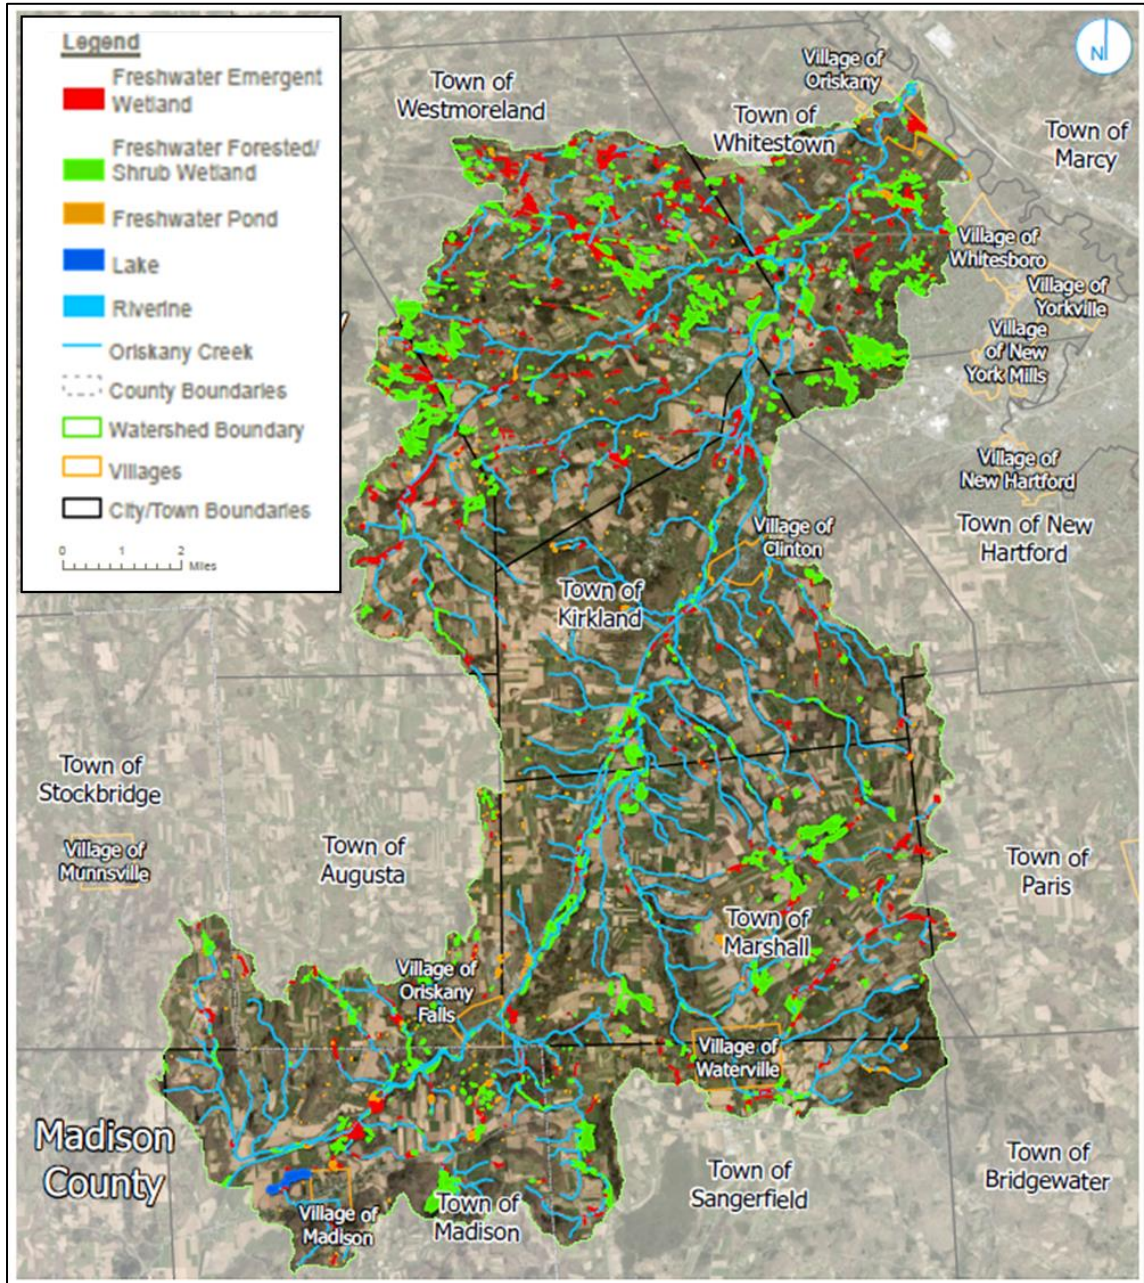 Legend
Freshwater Emergent
Wetland
Freshwater Forested/
Shrub Wetland
Freshwater Pond
Lake
Riverine
Oriskany Creek
County Boundaries
Watershed Boundary
Villages
City/Town Boundaries
0 1 2
Miles
N
Village of
Oriskany
Town of
Westmoreland
Town of
Whitestown
Town of
Marcy
Village of
Whitesboro
Village of
Yorkville
Village
of New
York Mills
Village of
New Hartford
Town of New
Hartford
Village of
Clinton
Town of
Kirkland
Town of
Stockbridge
Village of
Munnsville
Town of
Augusta
Town of
Paris
Town of
Marshall
Village of
Oriskany
Falls
Village of
Waterville
Madison
County
Town of
Bridgewater
Town of
Sangerfield
Town of
Madison
Village of
Madison